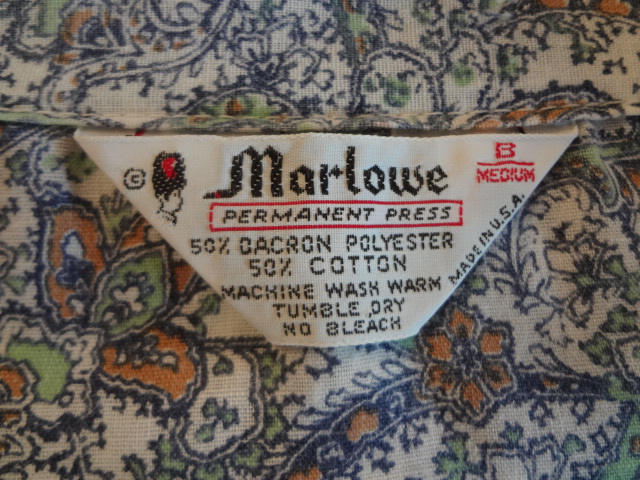 © Marlowe
B
MEDIUM
PERMANENT PRESS
50% DACRON POLYESTER
50% COTTON
MACHINE WASH WARM
TUMBLE DRY
NO BLEACH
MADE IN U.S.A.